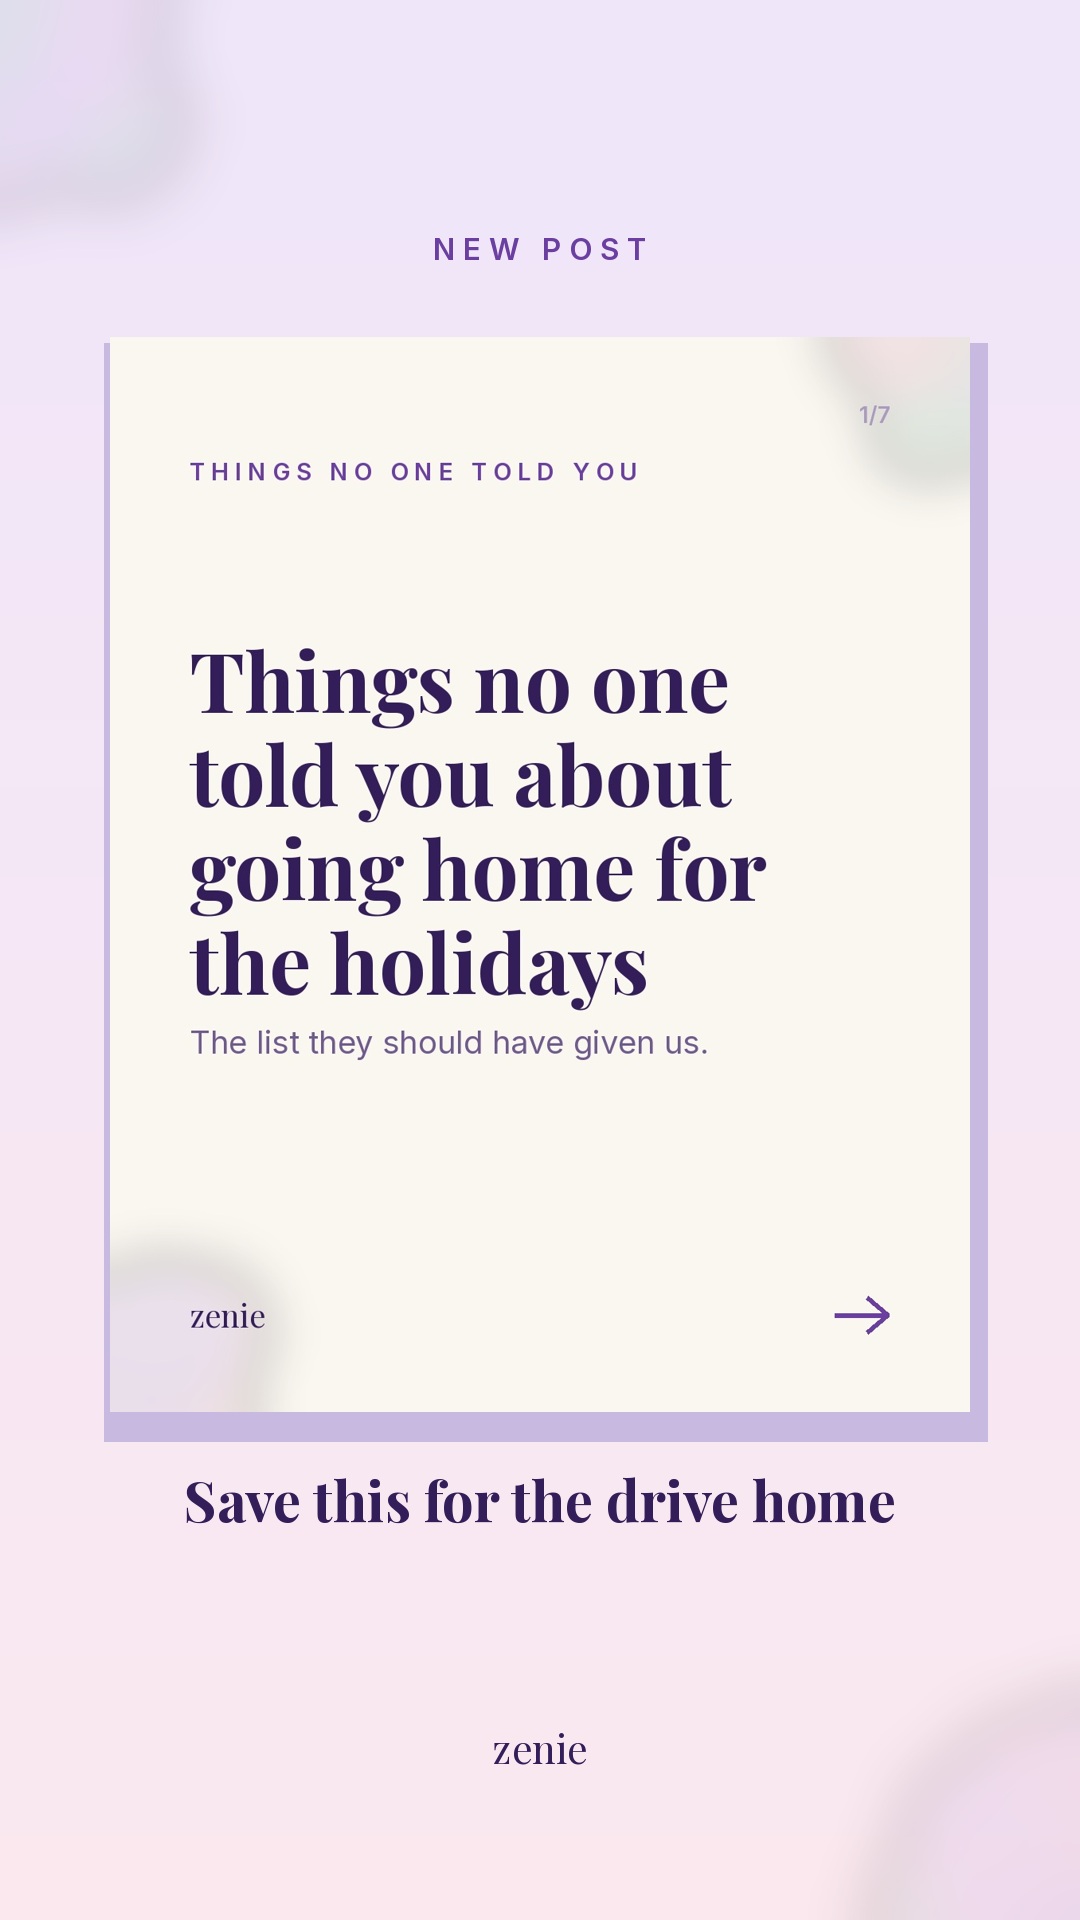 NEW POST
1/7
THINGS NO ONE TOLD YOU
Things no one
told you about
going home for
the holidays
The list they should have given us.
zenie
Save this for the drive home
zenie